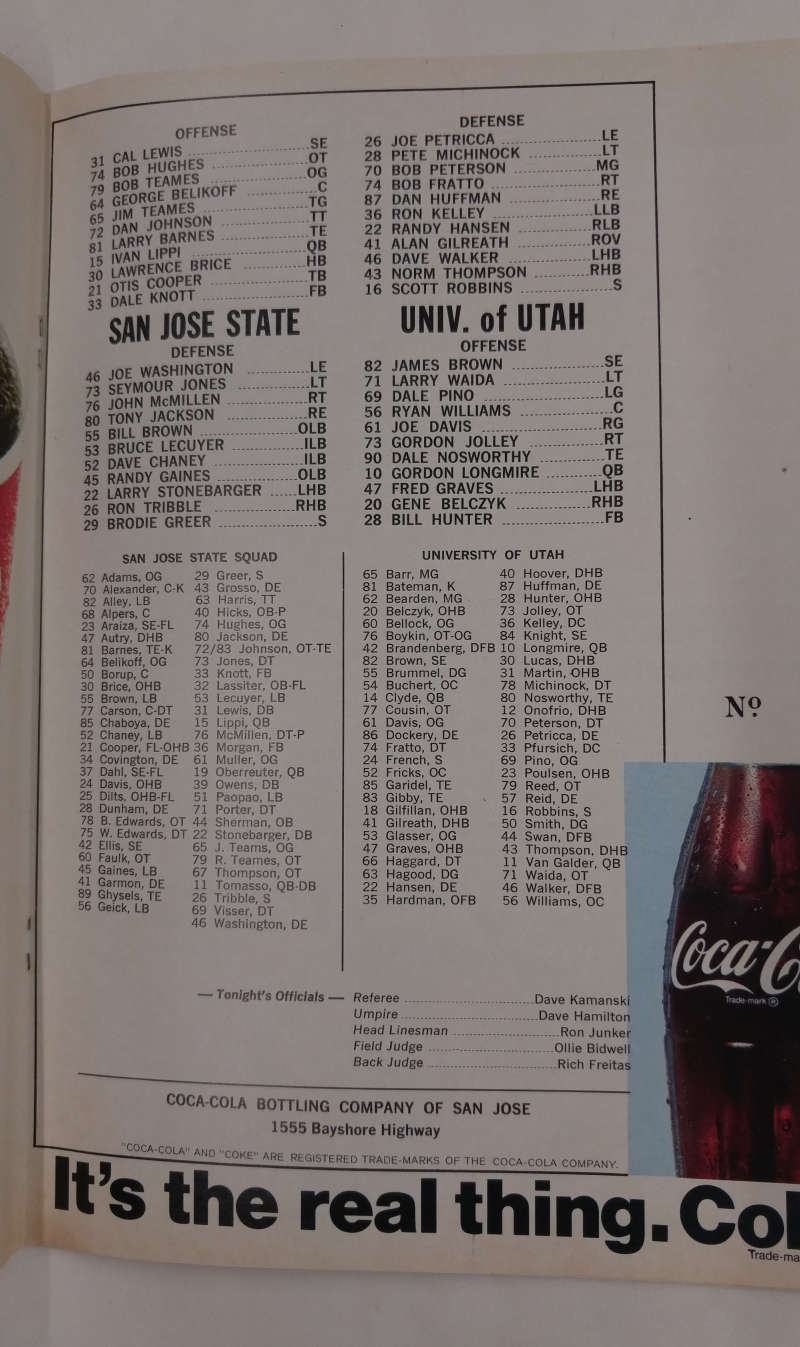 OFFENSE
31 CAL LEWIS SE
74 BOB HUGHES OT
79 BOB TEAMES OG
64 GEORGE BELIKOFF C
65 JIM TEAMES TG
72 DAN JOHNSON TT
81 LARRY BARNES TE
15 IVAN LIPPI QB
30 LAWRENCE BRICE HB
21 OTIS COOPER TB
33 DALE KNOTT FB
SAN JOSE STATE
DEFENSE
46 JOE WASHINGTON LE
73 SEYMOUR JONES LT
76 JOHN McMILLEN RT
80 TONY JACKSON RE
55 BILL BROWN OLB
53 BRUCE LECUYER ILB
52 DAVE CHANEY ILB
45 RANDY GAINES OLB
22 LARRY STONEBARGER LHB
26 RON TRIBBLE RHB
29 BRODIE GREER S
DEFENSE
26 JOE PETRICCA LE
28 PETE MICHINOCK LT
70 BOB PETERSON MG
74 BOB FRATTO RT
87 DAN HUFFMAN RE
36 RON KELLEY LLB
22 RANDY HANSEN RLB
41 ALAN GILREATH ROV
46 DAVE WALKER LHB
43 NORM THOMPSON RHB
16 SCOTT ROBBINS S
UNIV. of UTAH
OFFENSE
82 JAMES BROWN SE
71 LARRY WAIDA LT
69 DALE PINO LG
56 RYAN WILLIAMS C
61 JOE DAVIS RG
73 GORDON JOLLEY RT
90 DALE NOSWORTHY TE
10 GORDON LONGMIRE QB
47 FRED GRAVES LHB
20 GENE BELCZYK RHB
28 BILL HUNTER FB
SAN JOSE STATE SQUAD
62 Adams, OG
70 Alexander, C-K
82 Alley, LB
68 Alpers, C
23 Araiza, SE-FL
47 Autry, DHB
81 Barnes, TE-K
64 Belikoff, OG
50 Borup, C
30 Brice, OHB
55 Brown, LB
77 Carson, C-DT
85 Chaboya, DE
52 Chaney, LB
21 Cooper, FL-OHB
34 Covington, DE
37 Dahl, SE-FL
24 Davis, OHB
25 Dilts, OHB-FL
28 Dunham, DE
78 B. Edwards, OT
75 W. Edwards, DT
42 Ellis, SE
60 Faulk, OT
45 Gaines, LB
41 Garmon, DE
89 Ghysels, TE
56 Geick, LB
29 Greer, S
43 Grosso, DE
63 Harris, TT
40 Hicks, OB-P
74 Hughes, OG
80 Jackson, DE
72/83 Johnson, OT-TE
73 Jones, DT
33 Knott, FB
32 Lassiter, OB-FL
53 Lecuyer, LB
31 Lewis, DB
15 Lippi, QB
76 McMillen, DT-P
36 Morgan, FB
61 Muller, OG
19 Oberreuter, QB
39 Owens, DB
51 Paopao, LB
71 Porter, DT
44 Sherman, OB
22 Stonebarger, DB
65 J. Teams, OG
79 R. Teames, OT
67 Thompson, OT
11 Tomasso, QB-DB
26 Tribble, S
69 Visser, DT
46 Washington, DE
UNIVERSITY OF UTAH
65 Barr, MG
81 Bateman, K
62 Bearden, MG
20 Belczyk, OHB
60 Bellock, OG
76 Boykin, OT-OG
42 Brandenberg, DFB
82 Brown, SE
55 Brummel, DG
54 Buchert, OC
14 Clyde, QB
77 Cousin, OT
61 Davis, OG
86 Dockery, DE
74 Fratto, DT
24 French, S
52 Fricks, OC
85 Garidel, TE
83 Gibby, TE
18 Gilfillan, OHB
41 Gilreath, DHB
53 Glasser, OG
47 Graves, OHB
66 Haggard, DT
63 Hagood, DG
22 Hansen, DE
35 Hardman, OFB
40 Hoover, DHB
87 Huffman, DE
28 Hunter, OHB
73 Jolley, OT
36 Kelley, DC
84 Knight, SE
10 Longmire, QB
30 Lucas, DHB
31 Martin, OHB
78 Michinock, DT
80 Nosworthy, TE
12 Onofrio, DHB
70 Peterson, DT
26 Petricca, DE
33 Pfursich, DC
69 Pino, OG
23 Poulsen, OHB
79 Reed, OT
57 Reid, DE
16 Robbins, S
50 Smith, DG
44 Swan, DFB
43 Thompson, DHB
11 Van Galder, QB
71 Waida, OT
46 Walker, DFB
56 Williams, OC
Nº
Coca-C
Trade-mark ®
— Tonight's Officials —
Referee Dave Kamanski
Umpire Dave Hamilton
Head Linesman Ron Junker
Field Judge Ollie Bidwell
Back Judge Rich Freitas
COCA-COLA BOTTLING COMPANY OF SAN JOSE
1555 Bayshore Highway
"COCA-COLA" AND "COKE" ARE REGISTERED TRADE-MARKS OF THE COCA-COLA COMPANY.
It's the real thing. Co
Trade-ma